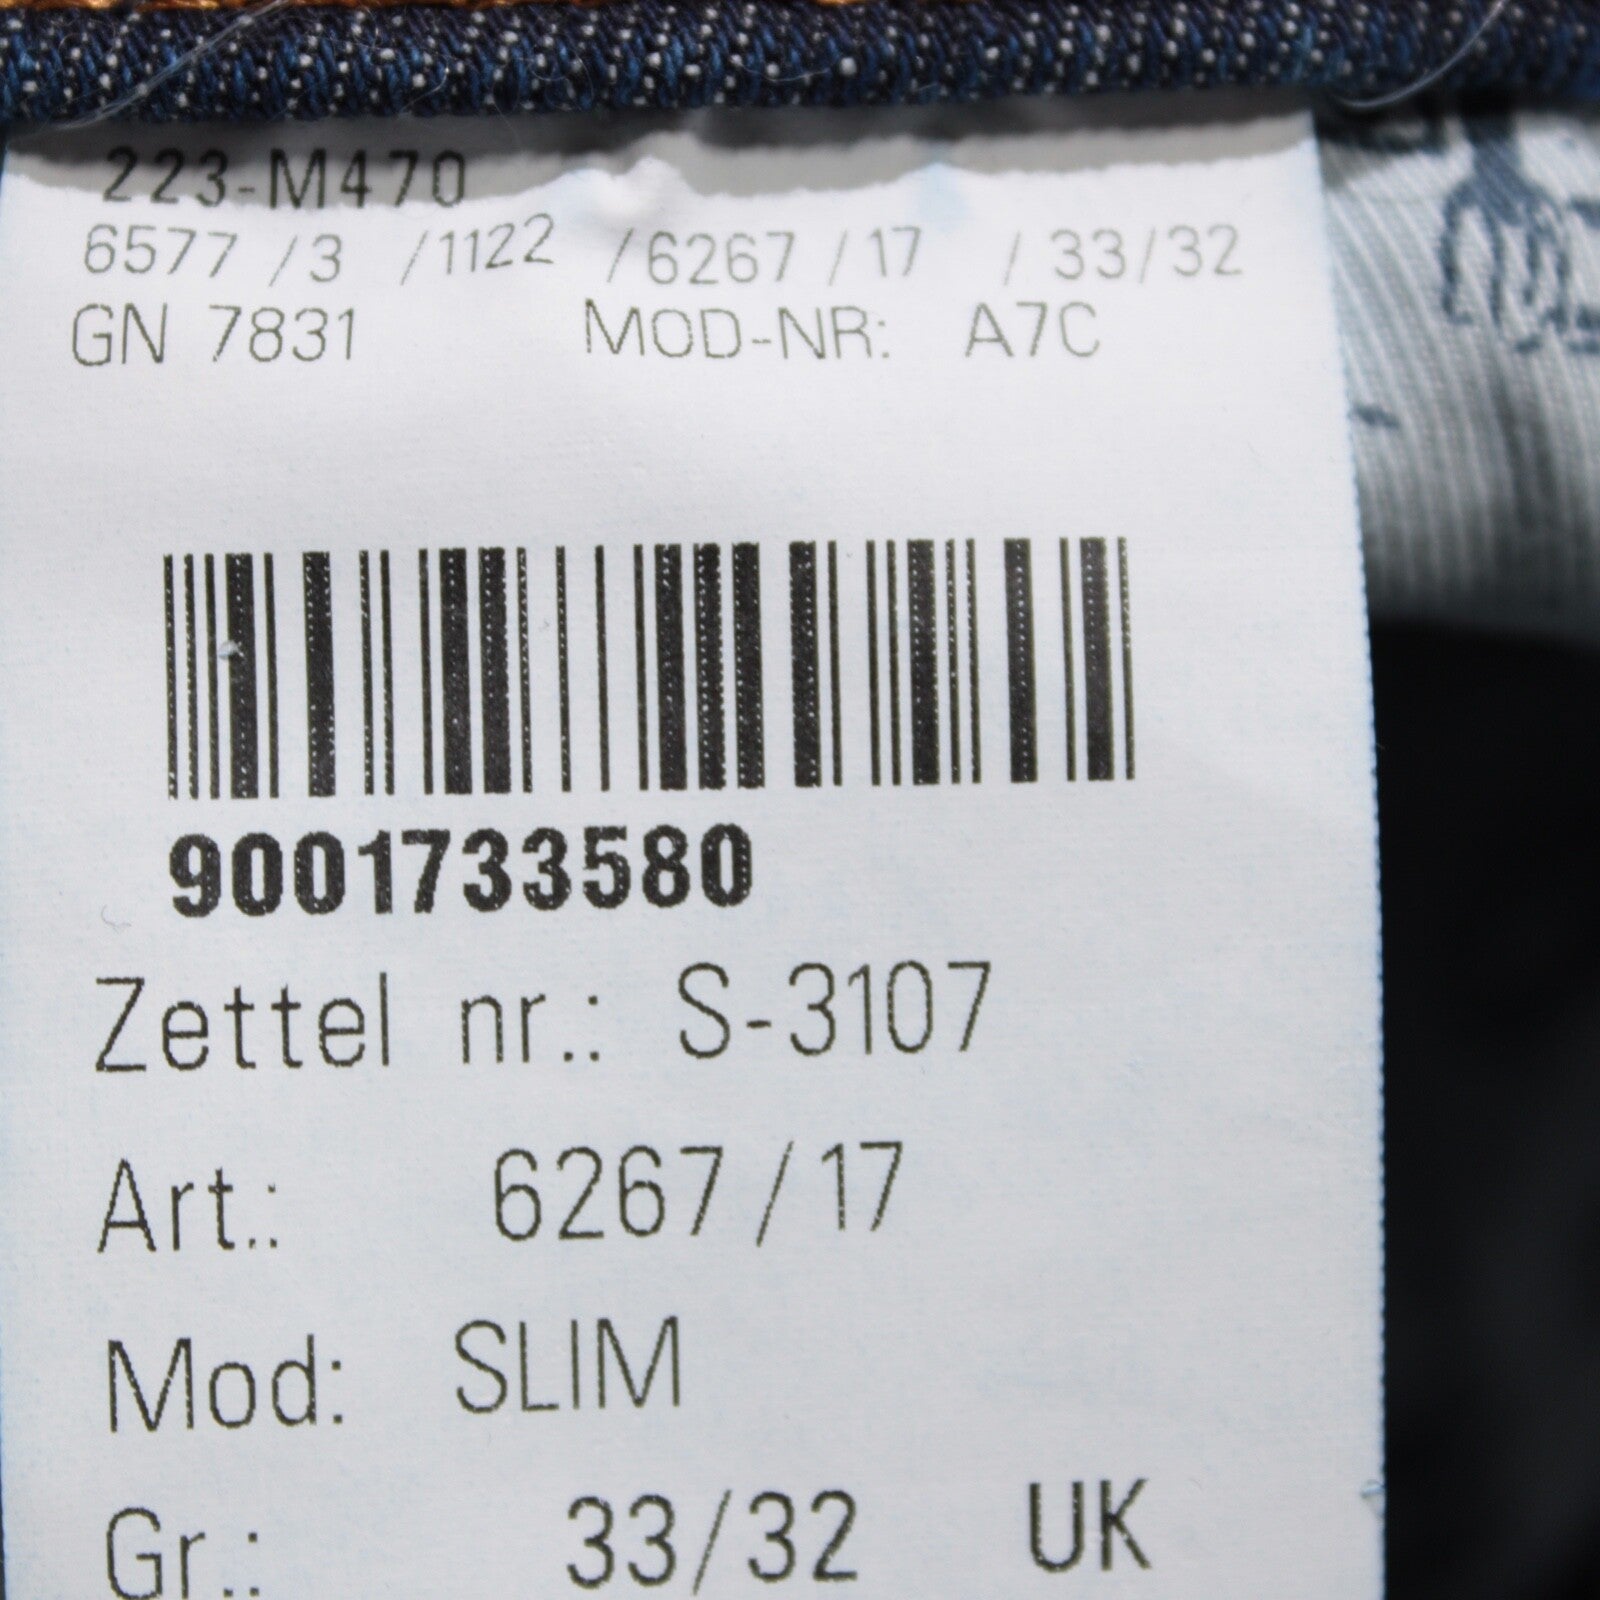 223-M470
6577 /3 /1122 /6267 /17 / 33/32
GN 7831 MOD-NR: A7C
9001733580
Zettel nr.: S-3107
Art.: 6267/17
Mod: SLIM
Gr.: 33/32 UK